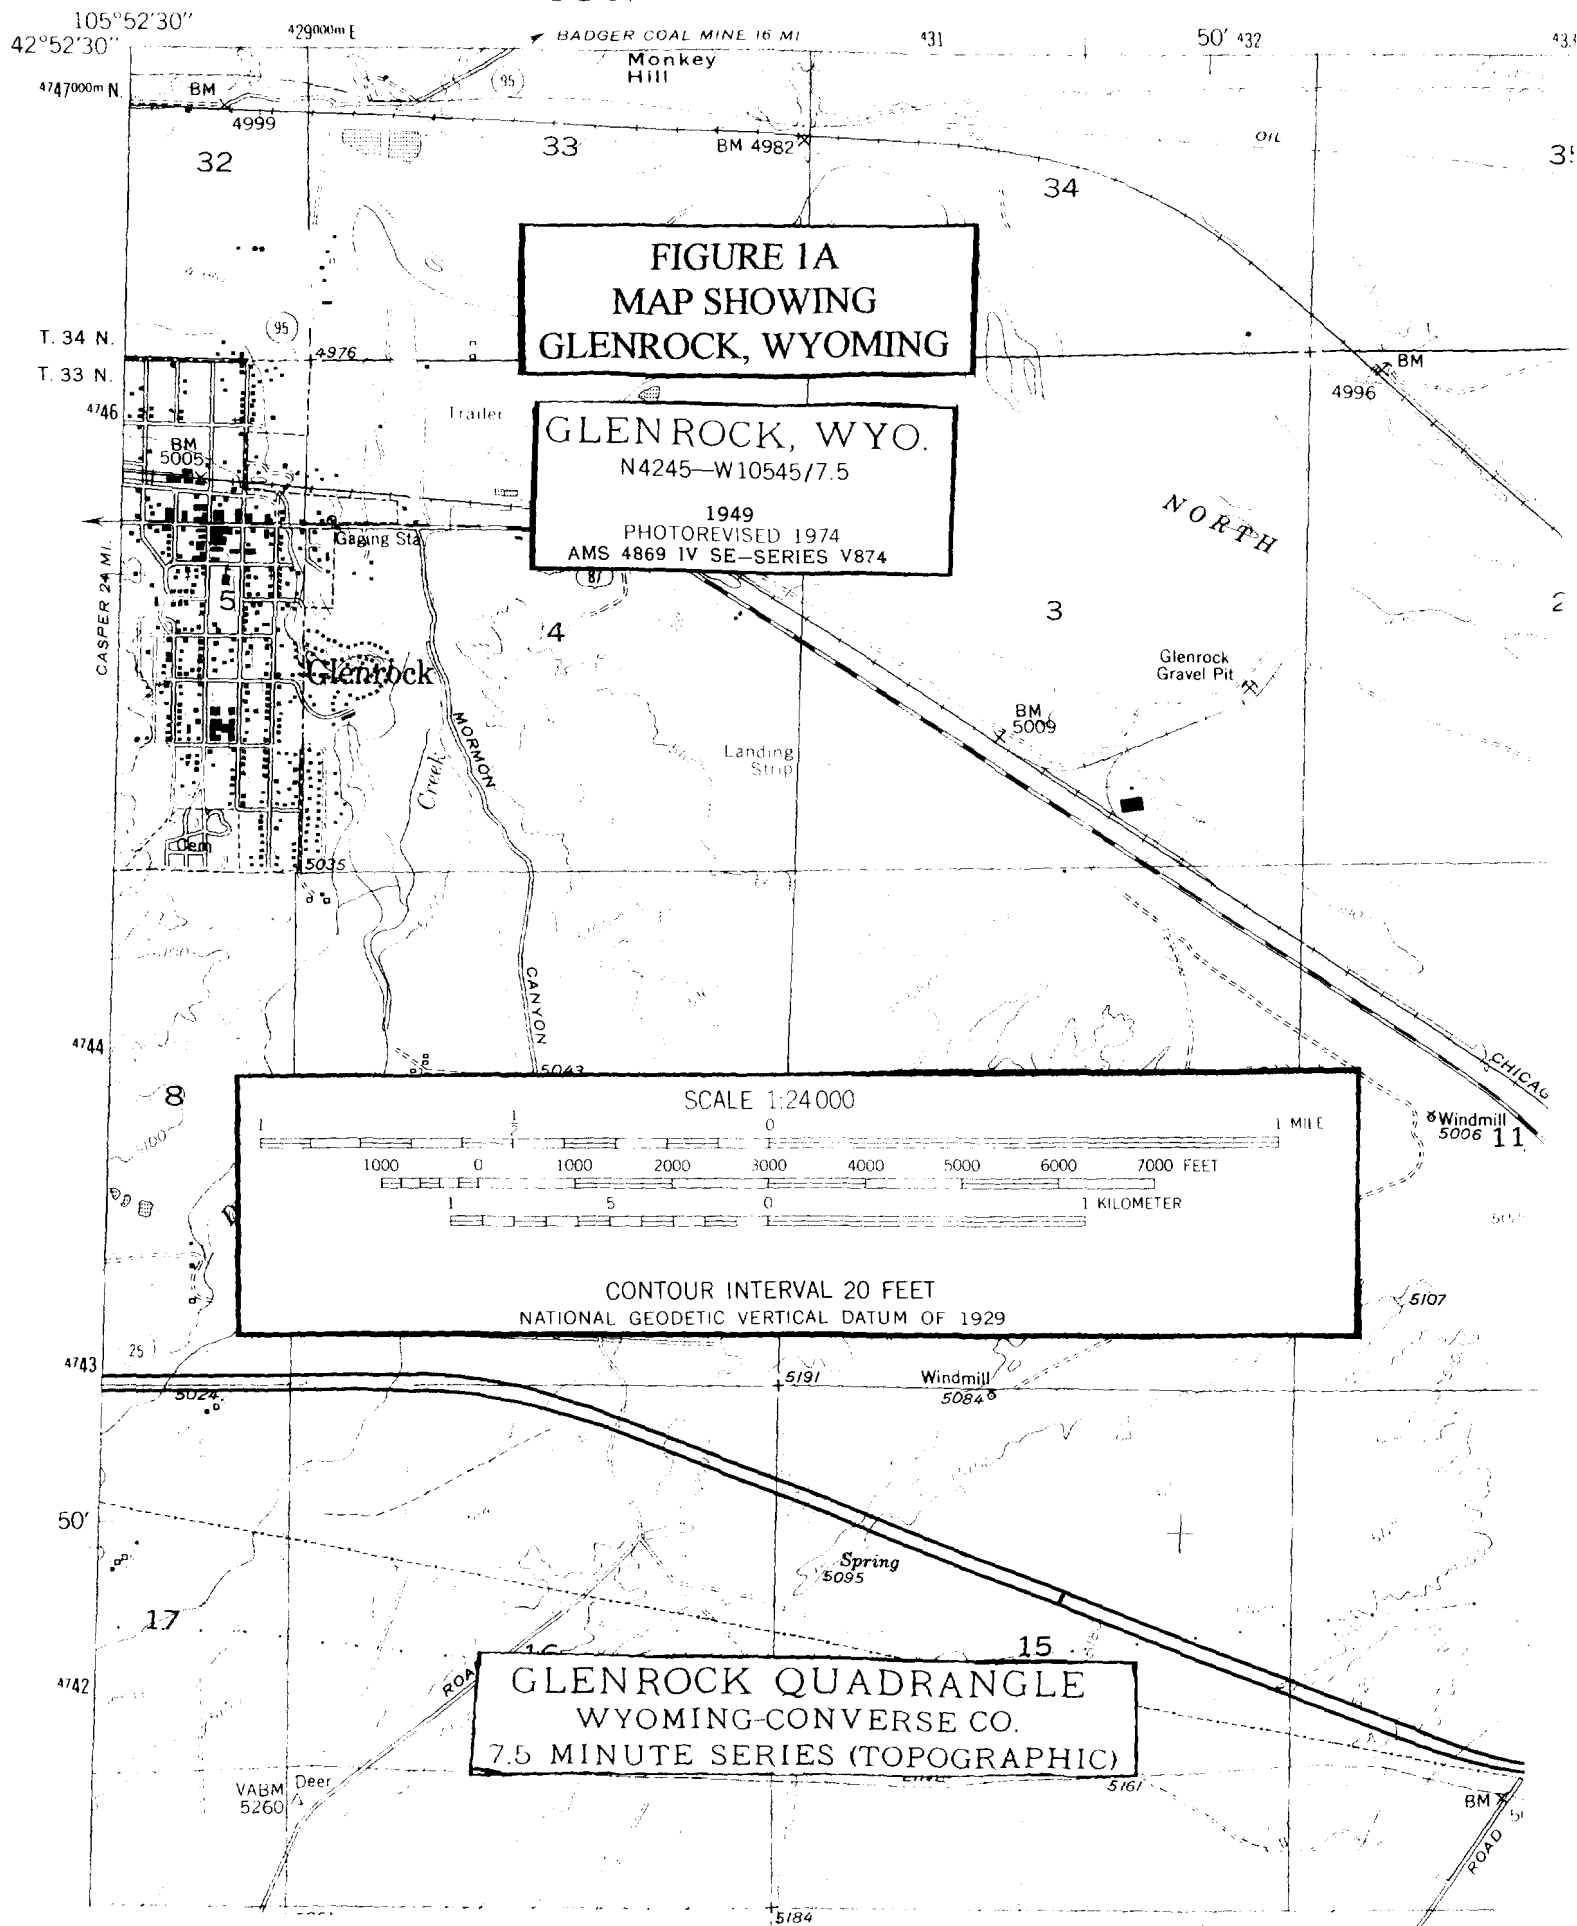 105°52'30"
42°52'30"
429000m E
BADGER COAL MINE 16 MI
431
50' 432
4747000m N.
BM
4999
95
Monkey
Hill
BM 4982
OIL
32
33
34
FIGURE 1A
MAP SHOWING
GLENROCK, WYOMING
T. 34 N.
T. 33 N.
95
4976
BM
4996
4746
Trailer
BM
5005
GLENROCK, WYO.
N4245—W10545/7.5
1949
PHOTOREVISED 1974
AMS 4869 IV SE—SERIES V874
NORTH
Gaging Sta
87
CASPER 24 MI.
5
4
3
2
Glenrock
Glenrock
Gravel Pit
BM
5009
MORMON
Creek
Landing
Strip
Cem
5035
CANYON
4744
5043
CHICAG
8
5100
Windmill
5006
11
SCALE 1:24000
1 ½ 0 1 MILE
1000 0 1000 2000 3000 4000 5000 6000 7000 FEET
1 5 0 1 KILOMETER
CONTOUR INTERVAL 20 FEET
NATIONAL GEODETIC VERTICAL DATUM OF 1929
5107
4743
25
5024
5191
Windmill
5084
50'
Spring
5095
17
16
15
4742
ROA
GLENROCK QUADRANGLE
WYOMING-CONVERSE CO.
7.5 MINUTE SERIES (TOPOGRAPHIC)
VABM
5260
Deer
5161
BM
ROAD
5184